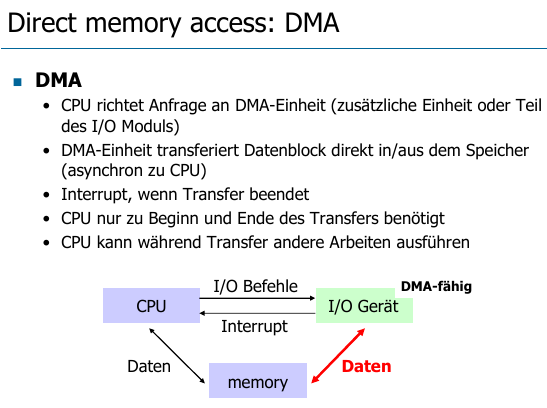 Direct memory access: DMA
DMA
CPU richtet Anfrage an DMA-Einheit (zusätzliche Einheit oder Teil
des I/O Moduls)
DMA-Einheit transferiert Datenblock direkt in/aus dem Speicher
(asynchron zu CPU)
Interrupt, wenn Transfer beendet
CPU nur zu Beginn und Ende des Transfers benötigt
CPU kann während Transfer andere Arbeiten ausführen
I/O Befehle
DMA-fähig
CPU
I/O Gerät
Interrupt
Daten
Daten
memory